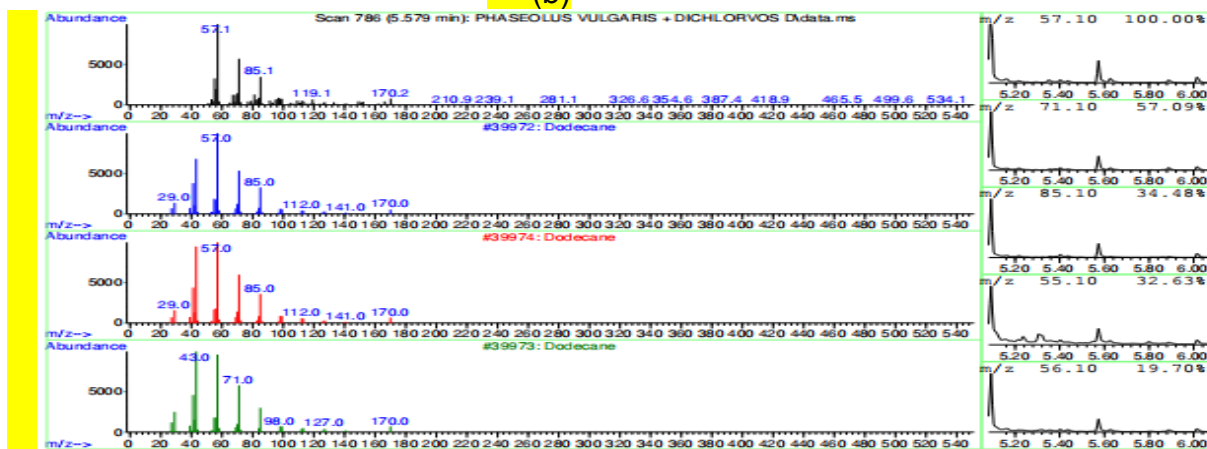 (b)
Abundance
Scan 786 (5.579 min): PHASEOLUS VULGARIS + DICHLORVOS D\data.ms
57.1
5000
85.1
119.1 170.2 210.9 239.1 281.1 326.6 354.6 387.4 418.9 465.5 499.6 534.1
0
m/z--> 0 20 40 60 80 100 120 140 160 180 200 220 240 260 280 300 320 340 360 380 400 420 440 460 480 500 520 540
Abundance
#39972: Dodecane
57.0
5000
29.0 85.0 112.0 141.0 170.0
0
m/z--> 0 20 40 60 80 100 120 140 160 180 200 220 240 260 280 300 320 340 360 380 400 420 440 460 480 500 520 540
Abundance
#39974: Dodecane
57.0
5000
29.0 85.0 112.0 141.0 170.0
0
m/z--> 0 20 40 60 80 100 120 140 160 180 200 220 240 260 280 300 320 340 360 380 400 420 440 460 480 500 520 540
Abundance
#39973: Dodecane
43.0
5000
71.0
98.0 127.0 170.0
0
m/z--> 0 20 40 60 80 100 120 140 160 180 200 220 240 260 280 300 320 340 360 380 400 420 440 460 480 500 520 540
m/z 57.10 100.00%
5.20 5.40 5.60 5.80 6.00
m/z 71.10 57.09%
5.20 5.40 5.60 5.80 6.00
m/z 85.10 34.48%
5.20 5.40 5.60 5.80 6.00
m/z 55.10 32.63%
5.20 5.40 5.60 5.80 6.00
m/z 56.10 19.70%
5.20 5.40 5.60 5.80 6.00